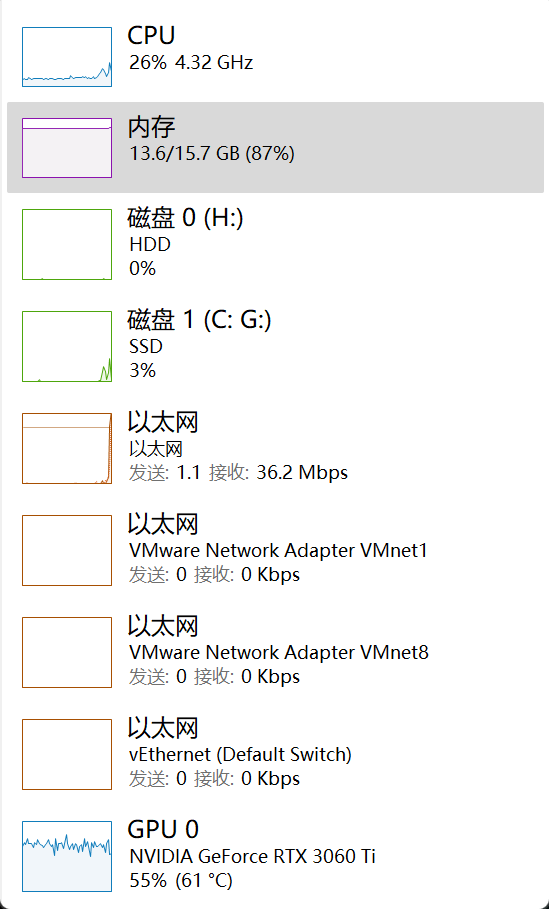 CPU
26% 4.32 GHz
内存
13.6/15.7 GB (87%)
磁盘 0 (H:)
HDD
0%
磁盘 1 (C: G:)
SSD
3%
以太网
以太网
发送: 1.1 接收: 36.2 Mbps
以太网
VMware Network Adapter VMnet1
发送: 0 接收: 0 Kbps
以太网
VMware Network Adapter VMnet8
发送: 0 接收: 0 Kbps
以太网
vEthernet (Default Switch)
发送: 0 接收: 0 Kbps
GPU 0
NVIDIA GeForce RTX 3060 Ti
55% (61 °C)